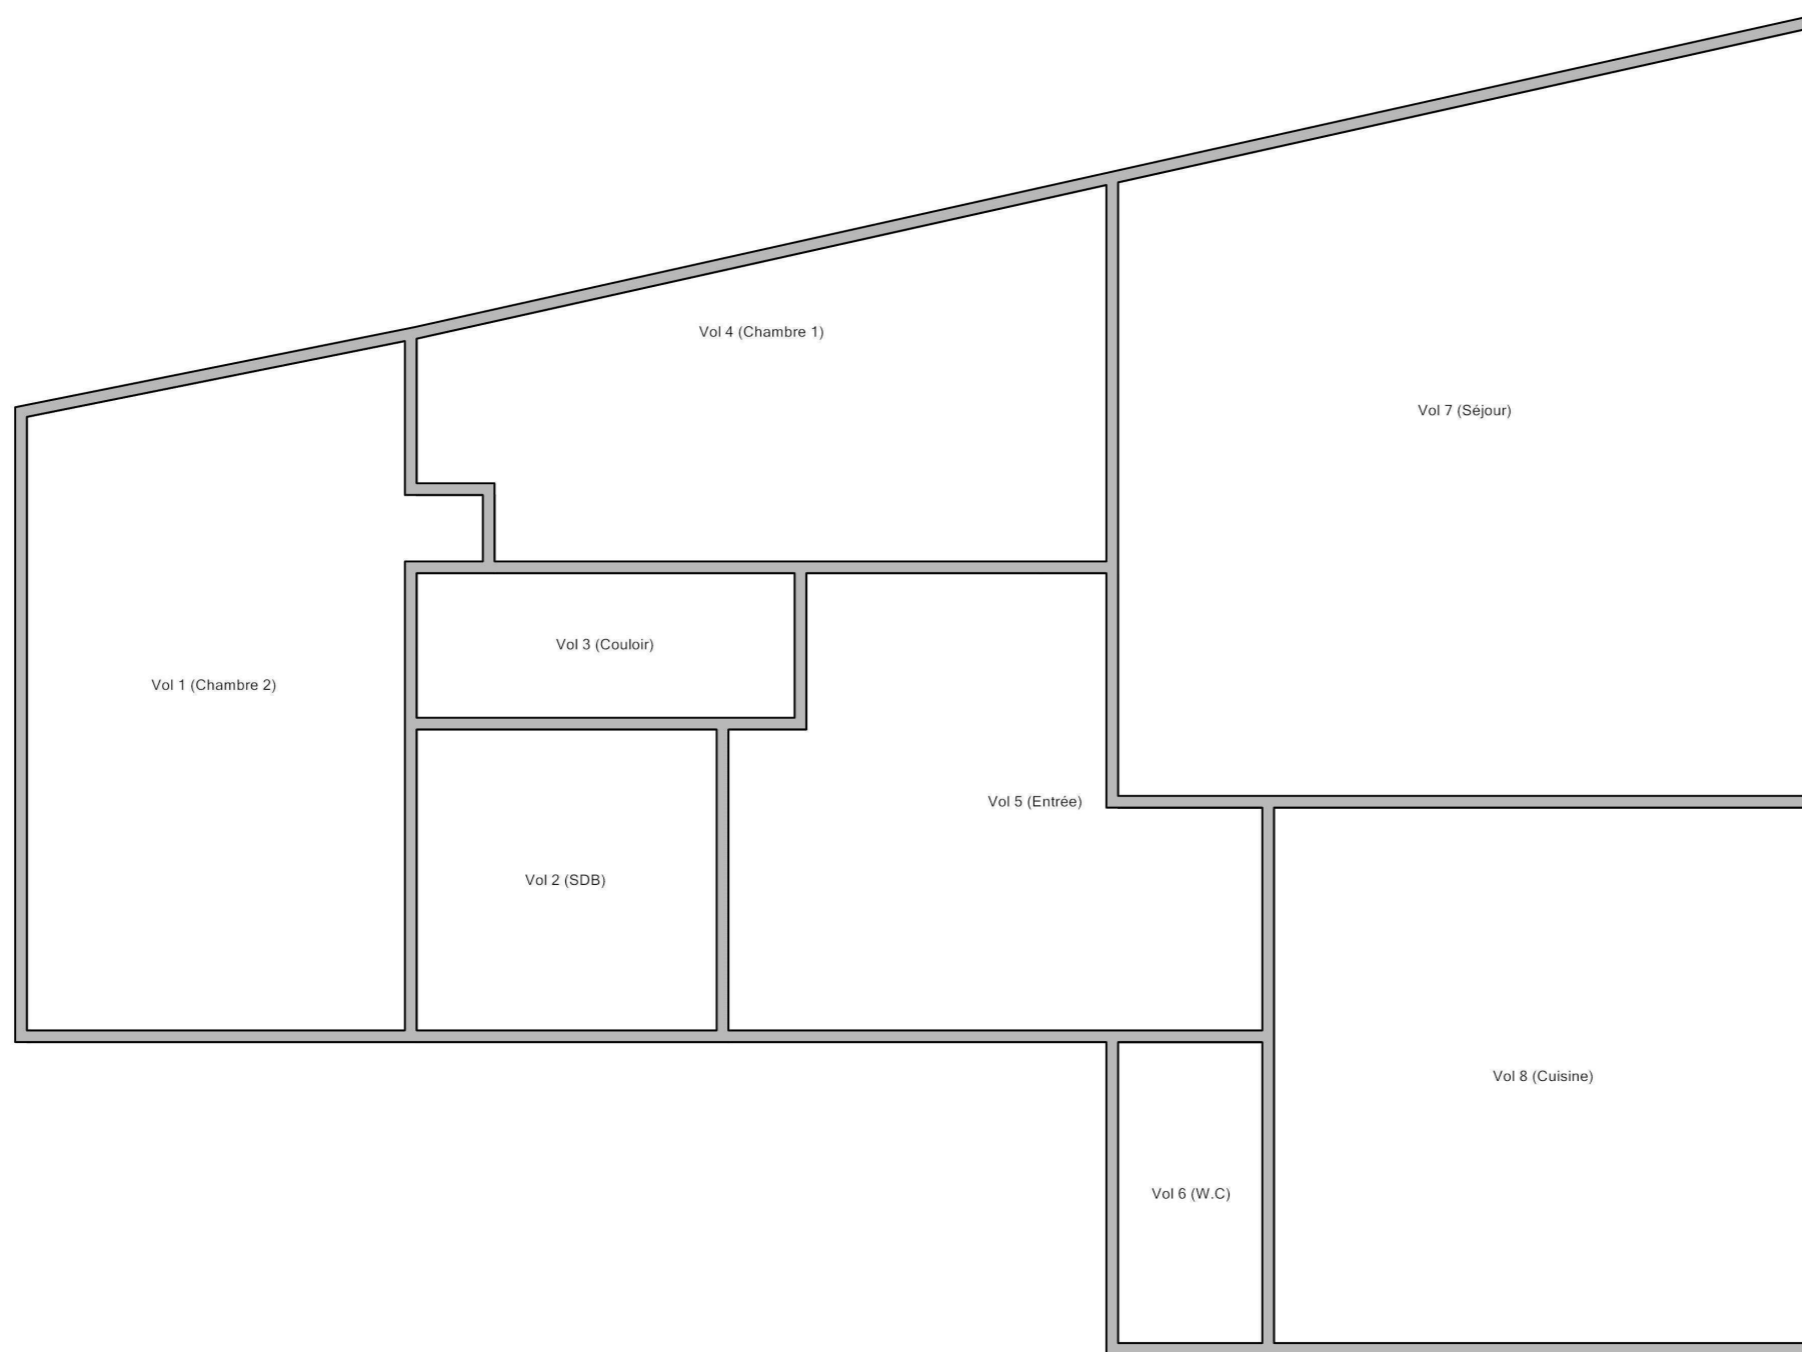 Vol 4 (Chambre 1)
Vol 7 (Séjour)
Vol 3 (Couloir)
Vol 1 (Chambre 2)
Vol 5 (Entrée)
Vol 2 (SDB)
Vol 8 (Cuisine)
Vol 6 (W.C)